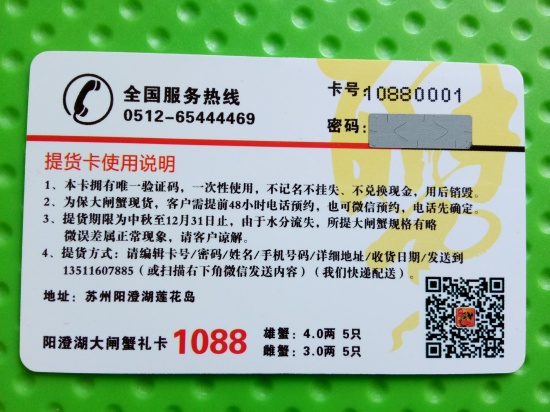 全国服务热线
0512-65444469
卡号:10880001
密码:
提货卡使用说明
1、本卡拥有唯一验证码，一次性使用，不记名不挂失、不兑换现金，用后销毁。
2、为保大闸蟹现货，客户需提前48小时电话预约，也可微信预约，电话先确定。
3、提货期限为中秋至12月31日止，由于水分流失，所提大闸蟹规格有略
微误差属正常现象，请客户谅解。
4、提货方式：请编辑卡号/密码/姓名/手机号码/详细地址/收货日期/发送到
13511607885（或扫描右下角微信发送内容）（我们快递配送）。
地址：苏州阳澄湖莲花岛
阳澄湖大闸蟹礼卡 1088
雄蟹：4.0两 5只
雌蟹：3.0两 5只